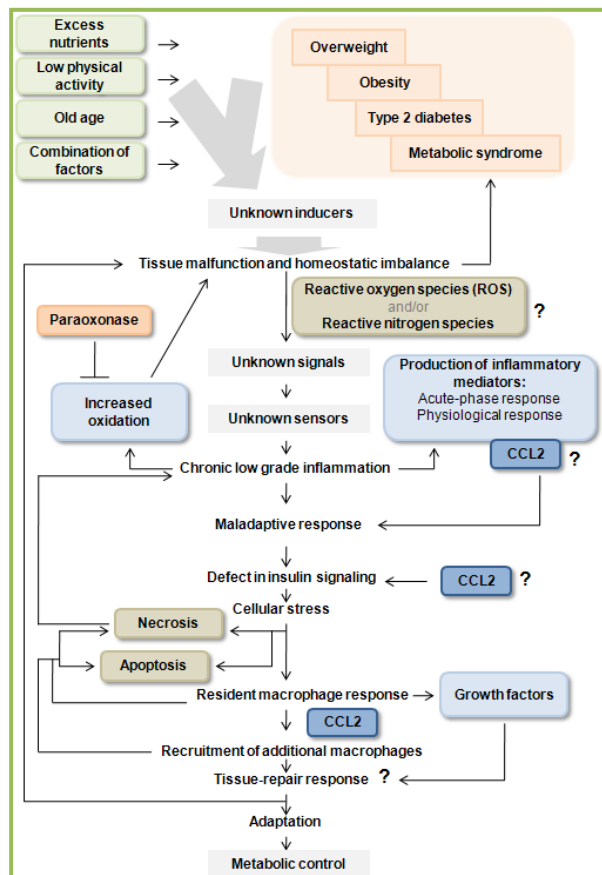 Excess
nutrients
Low physical
activity
Old age
Combination of
factors
Overweight
Obesity
Type 2 diabetes
Metabolic syndrome
Unknown inducers
Tissue malfunction and homeostatic imbalance
Reactive oxygen species (ROS)
and/or
Reactive nitrogen species
?
Paraoxonase
Unknown signals
Production of inflammatory
mediators:
Acute-phase response
Physiological response
Increased
oxidation
Unknown sensors
CCL2
?
Chronic low grade inflammation
Maladaptive response
Defect in insulin signaling
CCL2
?
Cellular stress
Necrosis
Apoptosis
Resident macrophage response
Growth factors
CCL2
Recruitment of additional macrophages
Tissue-repair response
?
Adaptation
Metabolic control